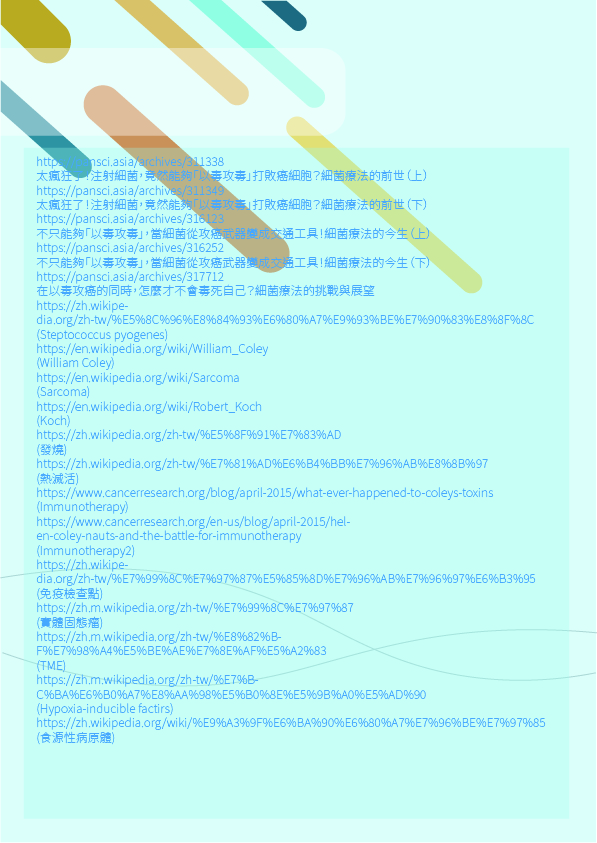 https://pansci.asia/archives/311338
太瘋狂了！注射細菌，竟然能夠「以毒攻毒」打敗癌細胞？細菌療法的前世（上）
https://pansci.asia/archives/311349
太瘋狂了！注射細菌，竟然能夠「以毒攻毒」打敗癌細胞？細菌療法的前世（下）
https://pansci.asia/archives/316123
不只能夠「以毒攻毒」，當細菌從攻癌武器變成交通工具！細菌療法的今生（上）
https://pansci.asia/archives/316252
不只能夠「以毒攻毒」，當細菌從攻癌武器變成交通工具！細菌療法的今生（下）
https://pansci.asia/archives/317712
在以毒攻癌的同時，怎麼才不會毒死自己？細菌療法的挑戰與展望
https://zh.wikipe-
dia.org/zh-tw/%E5%8C%96%E8%84%93%E6%80%A7%E9%93%BE%E7%90%83%E8%8F%8C
(Steptococcus pyogenes)
https://en.wikipedia.org/wiki/William_Coley
(William Coley)
https://en.wikipedia.org/wiki/Sarcoma
(Sarcoma)
https://en.wikipedia.org/wiki/Robert_Koch
(Koch)
https://zh.wikipedia.org/zh-tw/%E5%8F%91%E7%83%AD
(發燒)
https://zh.wikipedia.org/zh-tw/%E7%81%AD%E6%B4%BB%E7%96%AB%E8%8B%97
(熱滅活)
https://www.cancerresearch.org/blog/april-2015/what-ever-happened-to-coleys-toxins
(Immunotherapy)
https://www.cancerresearch.org/en-us/blog/april-2015/hel-
en-coley-nauts-and-the-battle-for-immunotherapy
(Immunotherapy2)
https://zh.wikipe-
dia.org/zh-tw/%E7%99%8C%E7%97%87%E5%85%8D%E7%96%AB%E7%96%97%E6%B3%95
(免疫檢查點)
https://zh.m.wikipedia.org/zh-tw/%E7%99%8C%E7%97%87
(實體固態瘤)
https://zh.m.wikipedia.org/zh-tw/%E8%82%B-
F%E7%98%A4%E5%BE%AE%E7%8E%AF%E5%A2%83
(TME)
https://zh.m.wikipedia.org/zh-tw/%E7%B-
C%BA%E6%B0%A7%E8%AA%98%E5%B0%8E%E5%9B%A0%E5%AD%90
(Hypoxia-inducible factirs)
https://zh.wikipedia.org/wiki/%E9%A3%9F%E6%BA%90%E6%80%A7%E7%96%BE%E7%97%85
(食源性病原體)